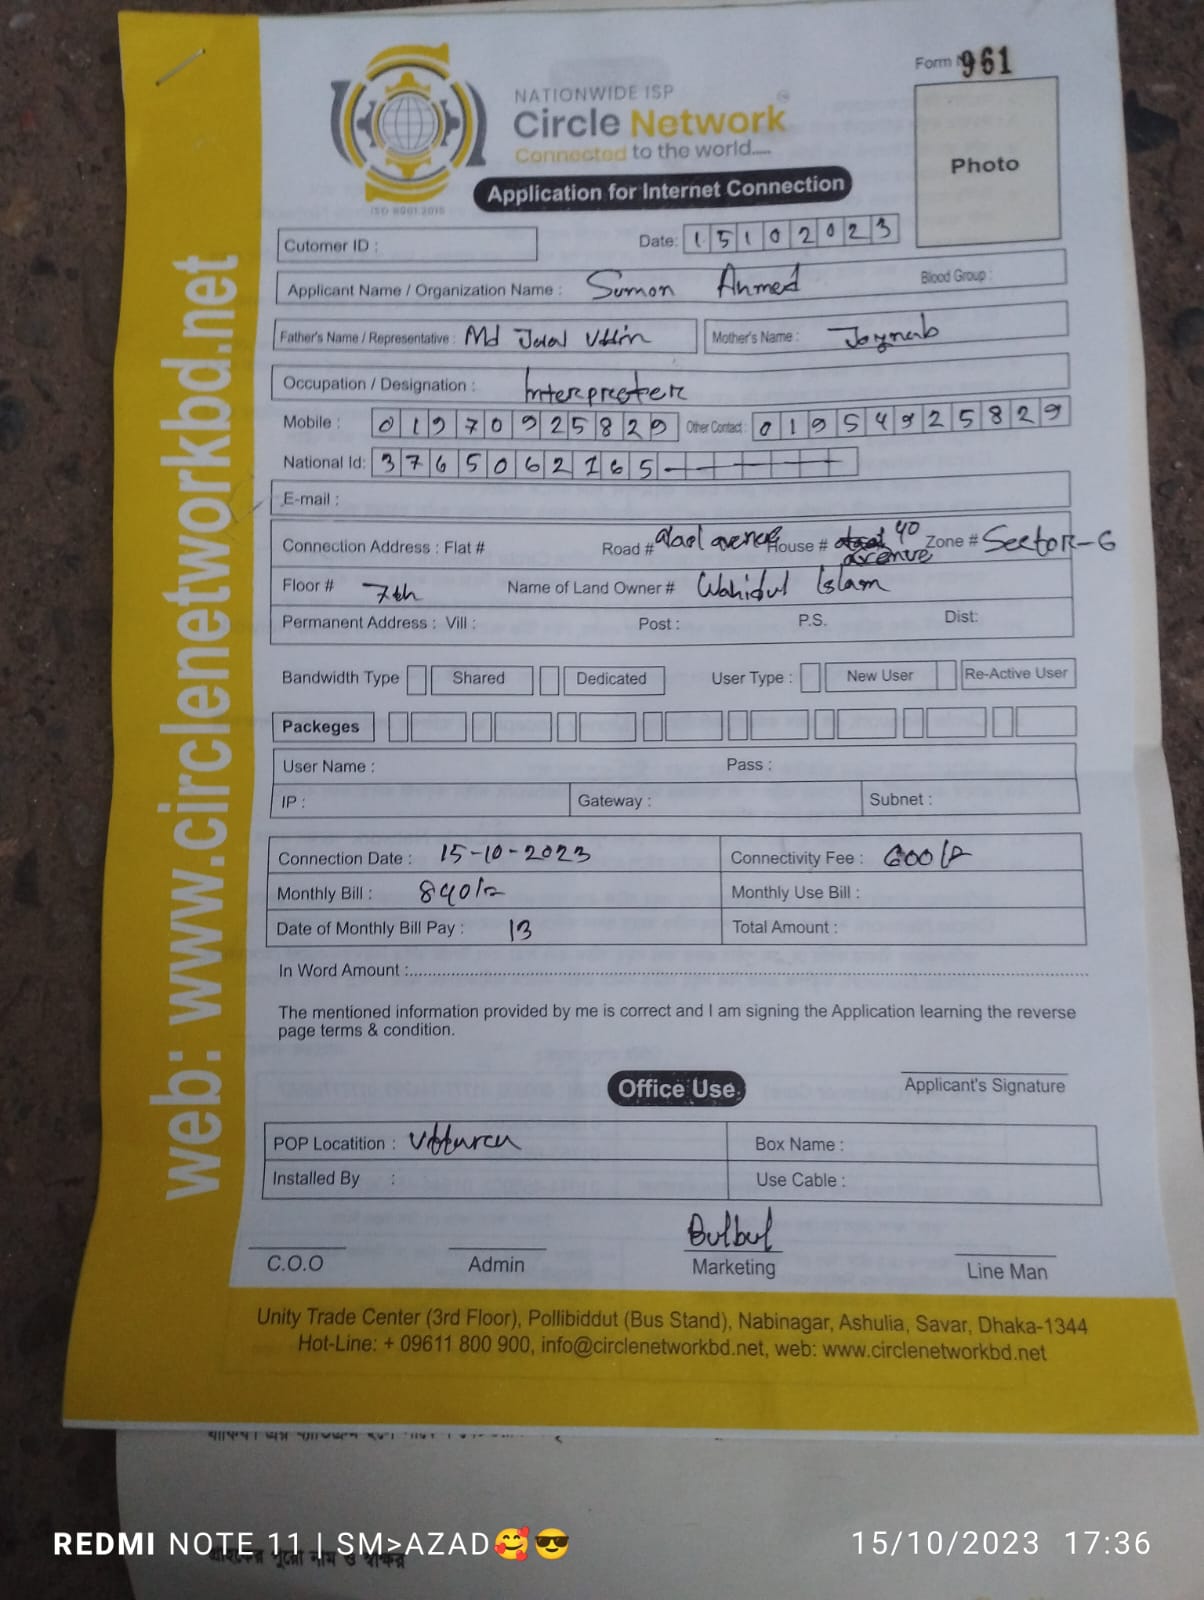 Form N 961
NATIONWIDE ISP
Circle Network
Connected to the world....
ISO 9001:2015
Application for Internet Connection
Photo
Cutomer ID :
Date: 15102023
Applicant Name / Organization Name : Sumon Ahmed Blood Group :
Father's Name / Representative : Md Jalal Uddin Mother's Name : Joynab
Occupation / Designation : Interpreter
Mobile : 01970925829 Other Contact : 01954925829
National Id: 3765062165
E-mail :
Connection Address : Flat # Road # House # 40 avenue Zone # Sector-6
Floor # 7th Name of Land Owner # Wahidul Islam
Permanent Address : Vill : Post : P.S. Dist:
Bandwidth Type Shared Dedicated User Type : New User Re-Active User
Packeges
User Name : Pass :
IP : Gateway : Subnet :
Connection Date : 15-10-2023 Connectivity Fee : 600/-
Monthly Bill : 840/- Monthly Use Bill :
Date of Monthly Bill Pay : 13 Total Amount :
In Word Amount :
The mentioned information provided by me is correct and I am signing the Application learning the reverse
page terms & condition.
Applicant's Signature
Office Use
POP Locatition : Uttara Box Name :
Installed By : Use Cable :
Bulbul
C.O.O Admin Marketing Line Man
Unity Trade Center (3rd Floor), Pollibiddut (Bus Stand), Nabinagar, Ashulia, Savar, Dhaka-1344
Hot-Line: + 09611 800 900, info@circlenetworkbd.net, web: www.circlenetworkbd.net
web: www.circlenetworkbd.net
REDMI NOTE 11 | SM>AZAD🥰😎 15/10/2023 17:36